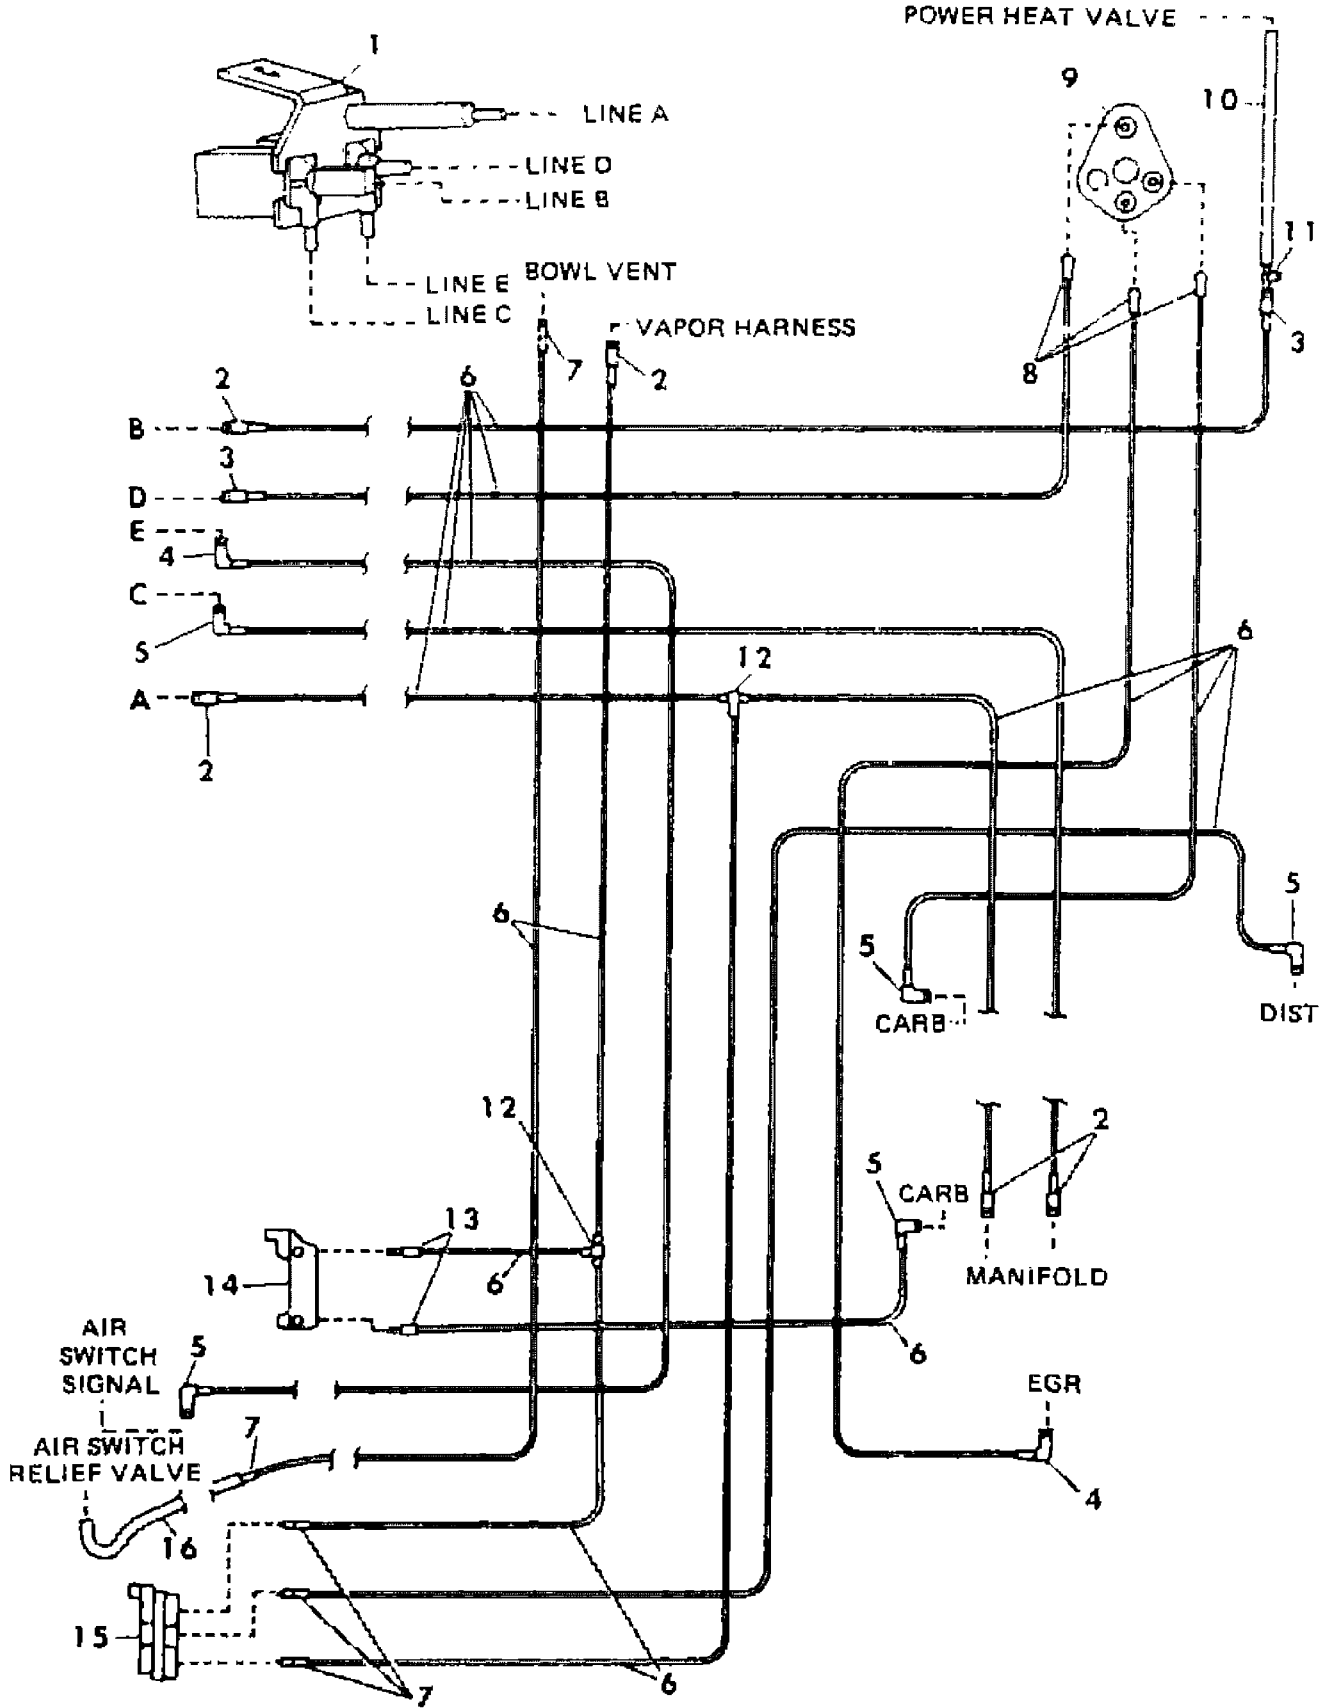 POWER HEAT VALVE
1
9
10
LINE A
LINE D
LINE B
11
LINE E
BOWL VENT
LINE C
VAPOR HARNESS
7
2
8
3
2
6
B
3
D
E
4
C
5
12
6
A
2
6
5
5
CARB
DIST
12
2
5
CARB
13
14
6
MANIFOLD
AIR
SWITCH
SIGNAL
5
6
EGR
AIR SWITCH
RELIEF VALVE
7
4
16
15
6
7